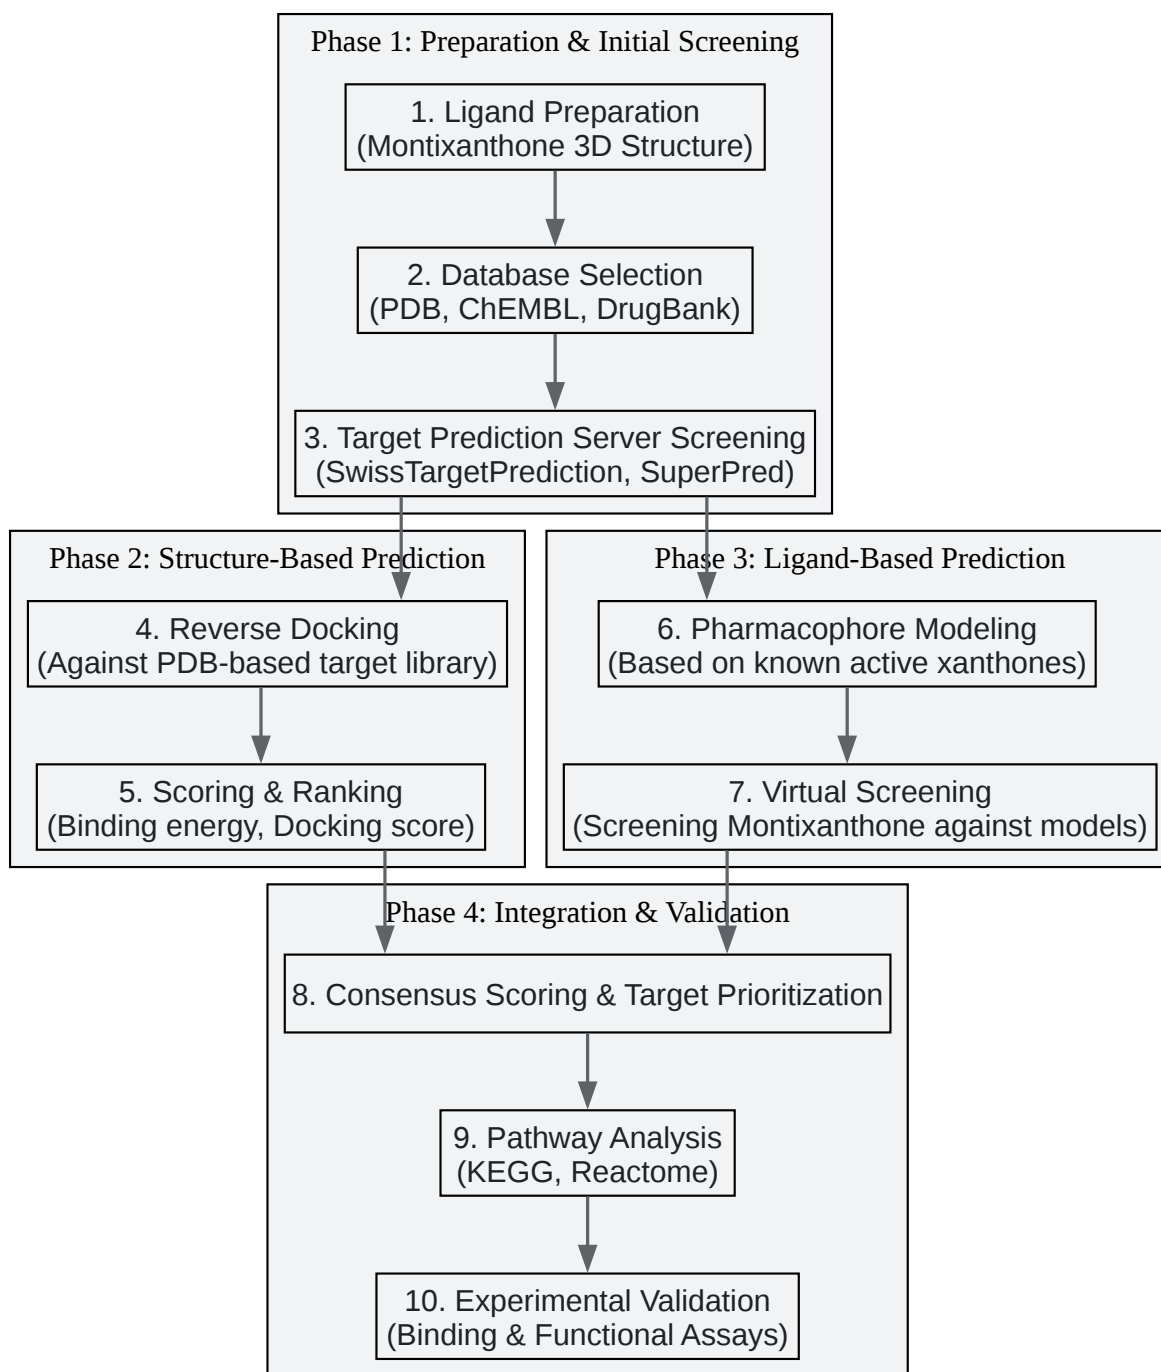 Phase 1: Preparation & Initial Screening
1. Ligand Preparation
(Montixanthone 3D Structure)
2. Database Selection
(PDB, ChEMBL, DrugBank)
3. Target Prediction Server Screening
(SwissTargetPrediction, SuperPred)
Phase 2: Structure-Based Prediction
4. Reverse Docking
(Against PDB-based target library)
5. Scoring & Ranking
(Binding energy, Docking score)
Phase 3: Ligand-Based Prediction
6. Pharmacophore Modeling
(Based on known active xanthones)
7. Virtual Screening
(Screening Montixanthone against models)
Phase 4: Integration & Validation
8. Consensus Scoring & Target Prioritization
9. Pathway Analysis
(KEGG, Reactome)
10. Experimental Validation
(Binding & Functional Assays)